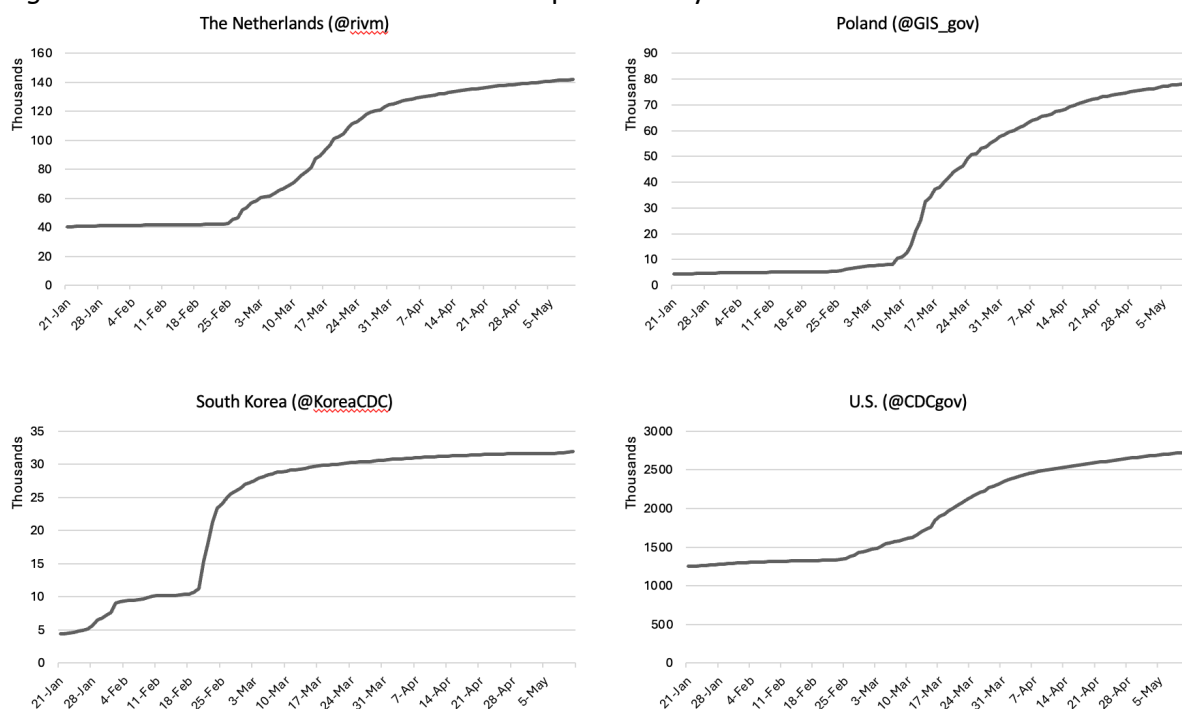 The Netherlands (@rivm)
Thousands
160
140
120
100
80
60
40
20
0
21-Jan 28-Jan 4-Feb 11-Feb 18-Feb 25-Feb 3-Mar 10-Mar 17-Mar 24-Mar 31-Mar 7-Apr 14-Apr 21-Apr 28-Apr 5-May
Poland (@GIS_gov)
Thousands
90
80
70
60
50
40
30
20
10
0
21-Jan 28-Jan 4-Feb 11-Feb 18-Feb 25-Feb 3-Mar 10-Mar 17-Mar 24-Mar 31-Mar 7-Apr 14-Apr 21-Apr 28-Apr 5-May
South Korea (@KoreaCDC)
Thousands
35
30
25
20
15
10
5
0
21-Jan 28-Jan 4-Feb 11-Feb 18-Feb 25-Feb 3-Mar 10-Mar 17-Mar 24-Mar 31-Mar 7-Apr 14-Apr 21-Apr 28-Apr 5-May
U.S. (@CDCgov)
Thousands
3000
2500
2000
1500
1000
500
0
21-Jan 28-Jan 4-Feb 11-Feb 18-Feb 25-Feb 3-Mar 10-Mar 17-Mar 24-Mar 31-Mar 7-Apr 14-Apr 21-Apr 28-Apr 5-May